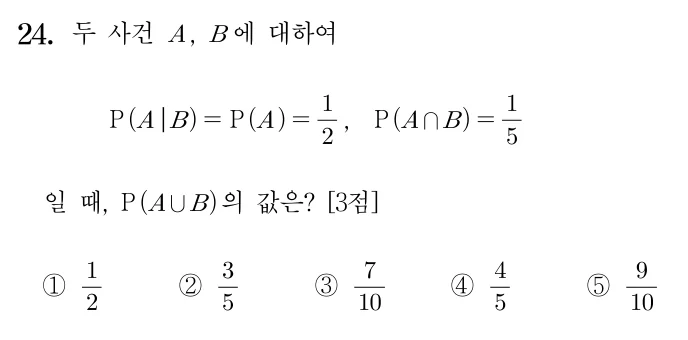 24. 두 사건 A, B에 대하여
P(A|B)=P(A)=1/2, P(A∩B)=1/5
일 때, P(A∪B)의 값은? [3점]
① 1/2 ② 3/5 ③ 7/10 ④ 4/5 ⑤ 9/10